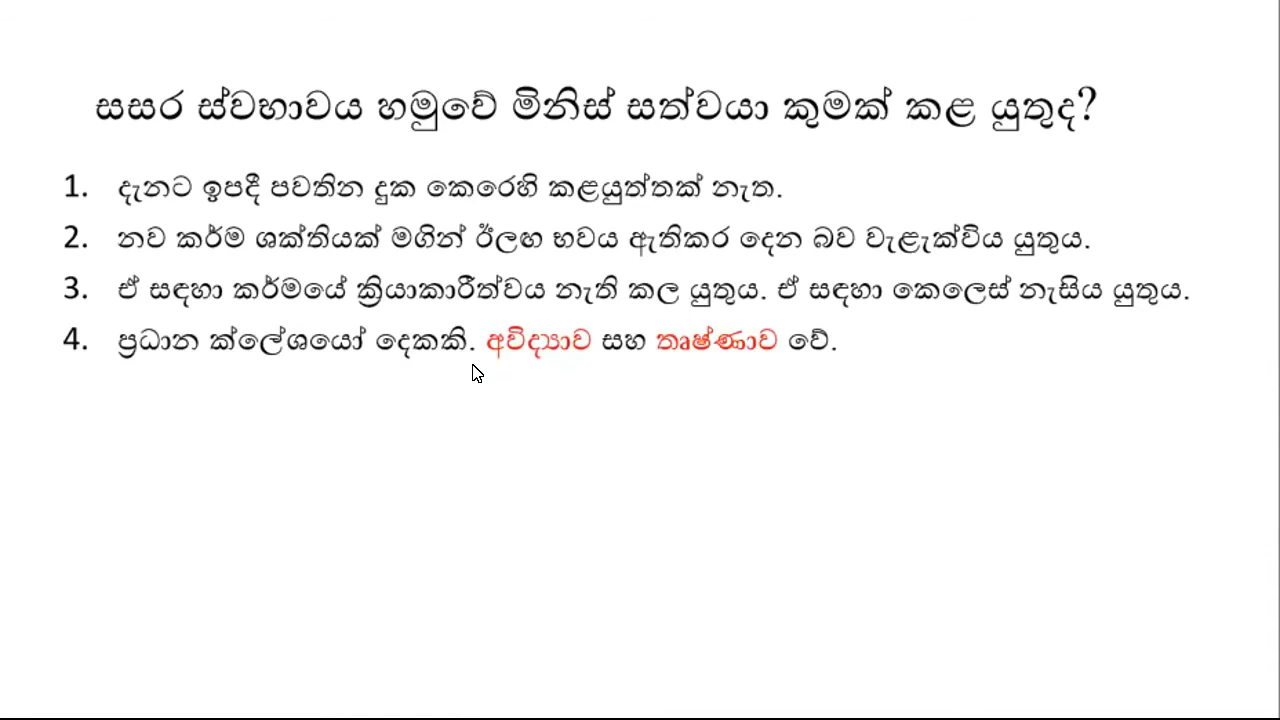 සසර ස්වභාවය හමුවේ මිනිස් සත්වයා කුමක් කළ යුතුද?
1. දැනට ඉපදී පවතින දුක කෙරෙහි කළයුත්තක් නැත.
2. නව කර්ම ශක්තියක් මගින් ඊලඟ භවය ඇතිකර දෙන බව වැළැක්විය යුතුය.
3. ඒ සඳහා කර්මයේ ක්‍රියාකාරීත්වය නැති කල යුතුය. ඒ සඳහා කෙලෙස් නැසිය යුතුය.
4. ප්‍රධාන ක්ලේශයෝ දෙකකි. අවිද්‍යාව සහ තෘෂ්ණාව වේ.